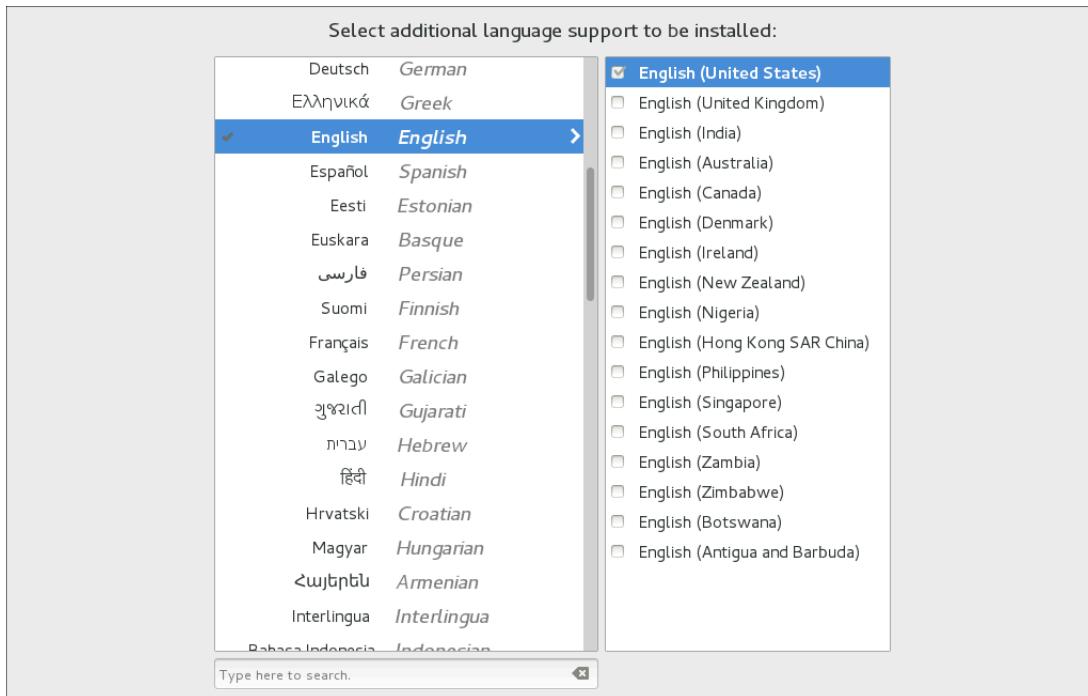 Select additional language support to be installed:
Deutsch German
Ελληνικά Greek
English English
Español Spanish
Eesti Estonian
Euskara Basque
فارسی Persian
Suomi Finnish
Français French
Galego Galician
ગુજરાતી Gujarati
עברית Hebrew
हिंदी Hindi
Hrvatski Croatian
Magyar Hungarian
Հայերեն Armenian
Interlingua Interlingua
Bahasa Indonesia Indonesian
Type here to search.
English (United States)
English (United Kingdom)
English (India)
English (Australia)
English (Canada)
English (Denmark)
English (Ireland)
English (New Zealand)
English (Nigeria)
English (Hong Kong SAR China)
English (Philippines)
English (Singapore)
English (South Africa)
English (Zambia)
English (Zimbabwe)
English (Botswana)
English (Antigua and Barbuda)